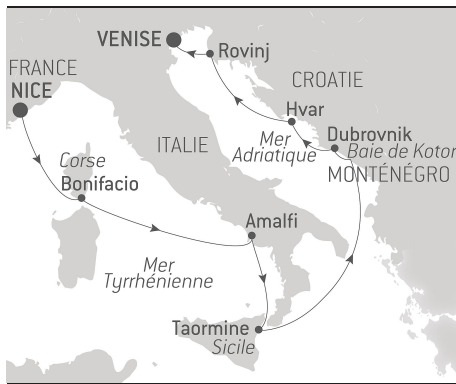 VENISE
Rovinj
FRANCE
NICE
CROATIE
Hvar
Mer
Adriatique
Dubrovnik
Baie de Kotor
MONTÉNÉGRO
ITALIE
Corse
Bonifacio
Amalfi
Mer
Tyrrhénienne
Taormine
Sicile